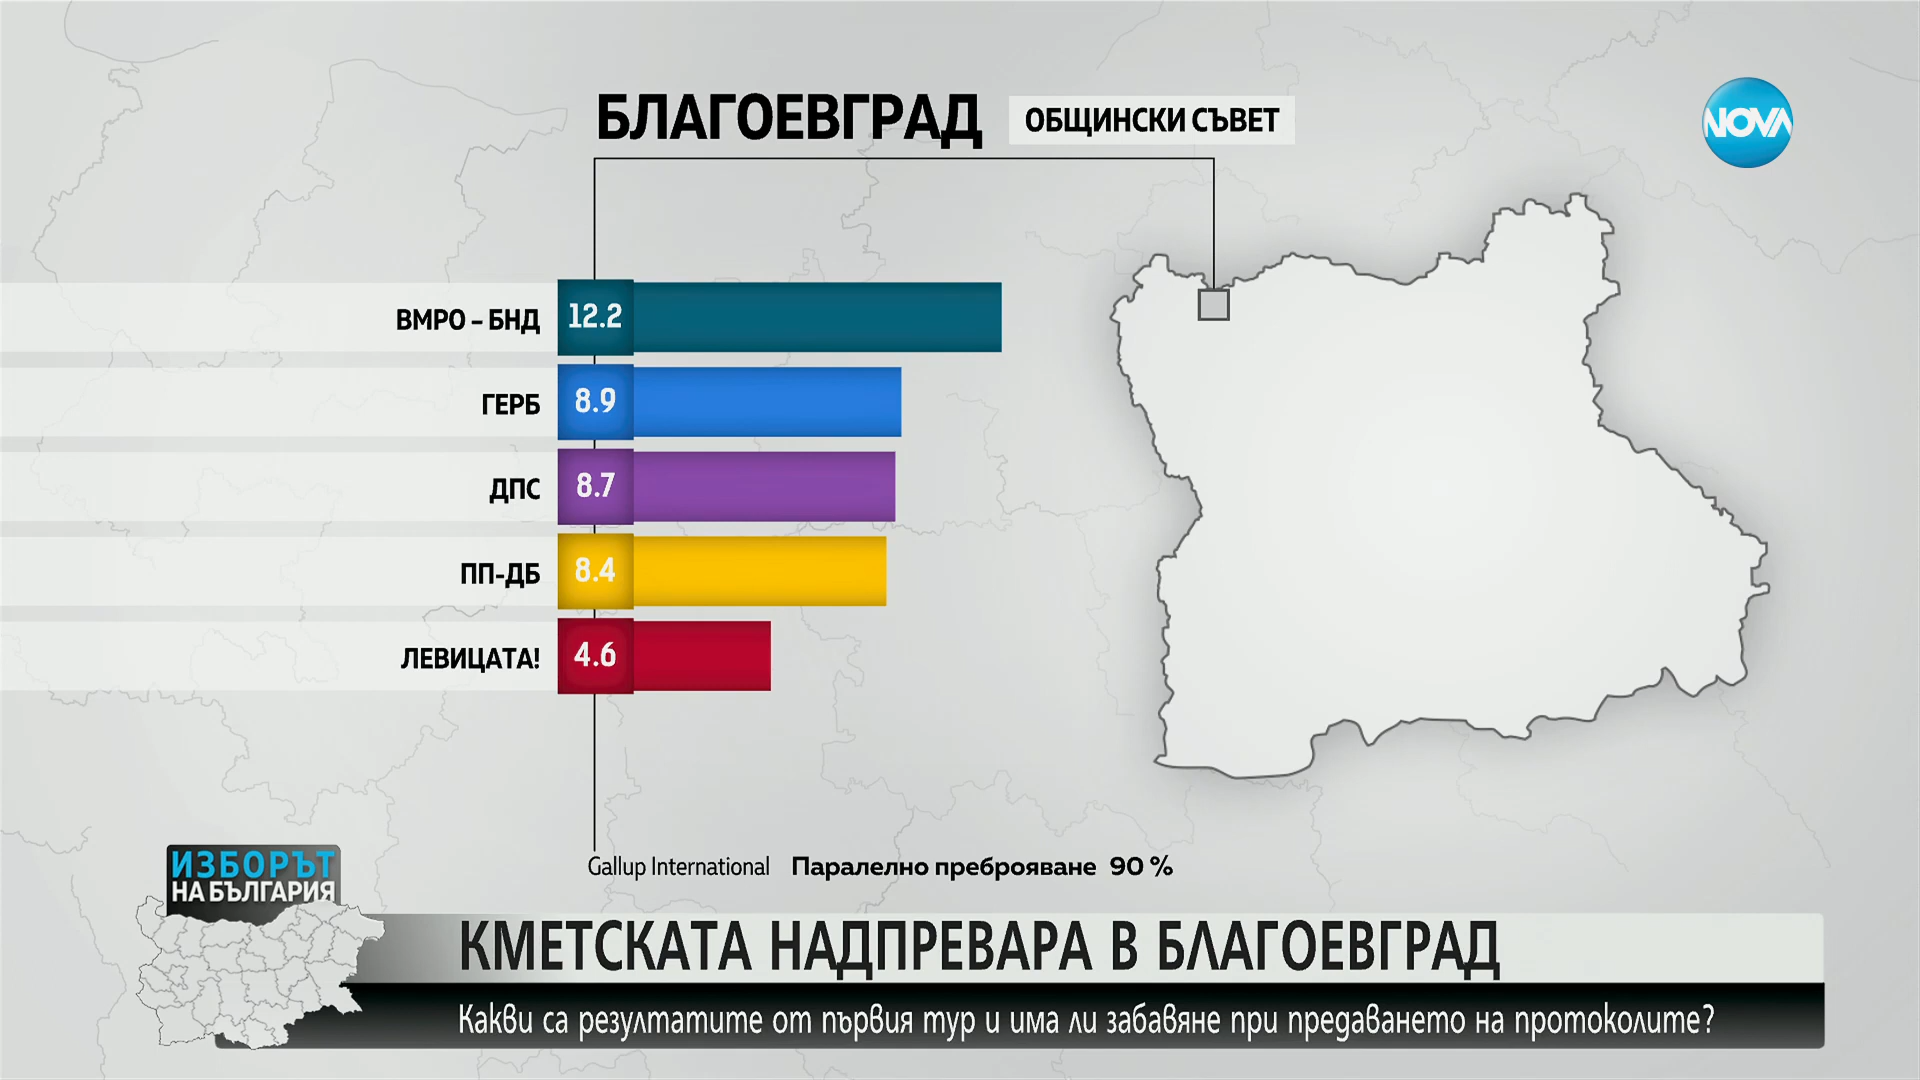 БЛАГОЕВГРАД ОБЩИНСКИ СЪВЕТ
NOVA
ВМРО – БНД 12.2
ГЕРБ 8.9
ДПС 8.7
ПП-ДБ 8.4
ЛЕВИЦАТА! 4.6
Gallup International Паралелно преброяване 90 %
ИЗБОРЪТ
НА БЪЛГАРИЯ
КМЕТСКАТА НАДПРЕВАРА В БЛАГОЕВГРАД
Какви са резултатите от първия тур и има ли забавяне при предаването на протоколите?